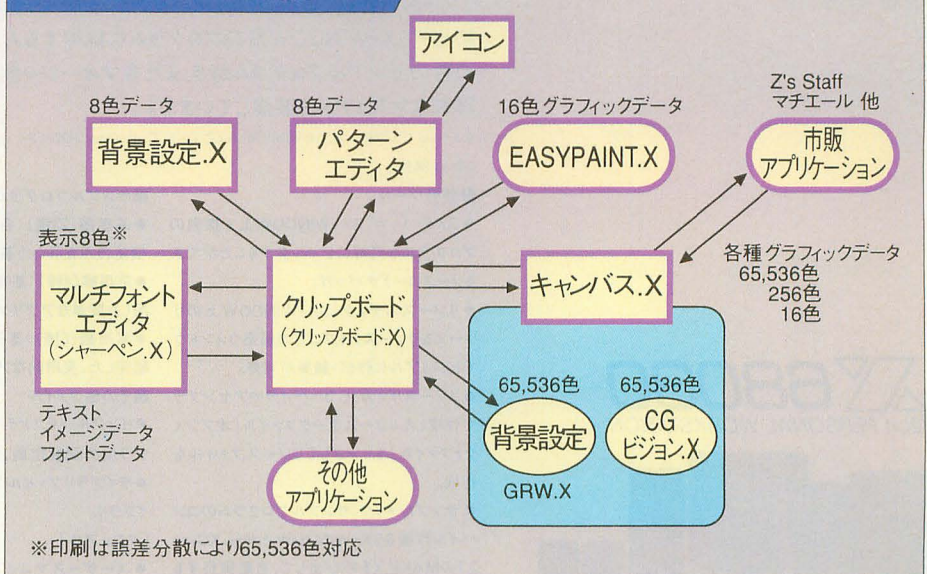 アイコン
8色データ
背景設定.X
8色データ
パターン
エディタ
16色グラフィックデータ
EASYPAINT.X
Z's Staff
マチエール 他
市販
アプリケーション
表示8色※
マルチフォント
エディタ
(シャーペン.X)
クリップボード
(クリップボード.X)
キャンバス.X
各種グラフィックデータ
65,536色
256色
16色
テキスト
イメージデータ
フォントデータ
その他
アプリケーション
65,536色
背景設定
GRW.X
65,536色
CG
ビジョン.X
※印刷は誤差分散により65,536色対応